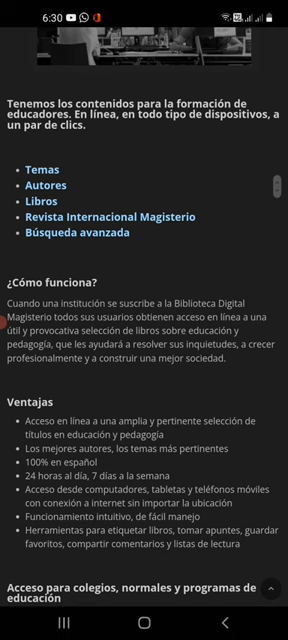 6:30
Tenemos los contenidos para la formación de
educadores. En línea, en todo tipo de dispositivos, a
un par de clics.
Temas
Autores
Libros
Revista Internacional Magisterio
Búsqueda avanzada
¿Cómo funciona?
Cuando una institución se suscribe a la Biblioteca Digital
Magisterio todos sus usuarios obtienen acceso en línea a una
útil y provocativa selección de libros sobre educación y
pedagogía, que les ayudará a resolver sus inquietudes, a crecer
profesionalmente y a construir una mejor sociedad.
Ventajas
Acceso en línea a una amplia y pertinente selección de
títulos en educación y pedagogía
Los mejores autores, los temas más pertinentes
100% en español
24 horas al día, 7 días a la semana
Acceso desde computadores, tabletas y teléfonos móviles
con conexión a internet sin importar la ubicación
Funcionamiento intuitivo, de fácil manejo
Herramientas para etiquetar libros, tomar apuntes, guardar
favoritos, compartir comentarios y listas de lectura
Acceso para colegios, normales y programas de
educación